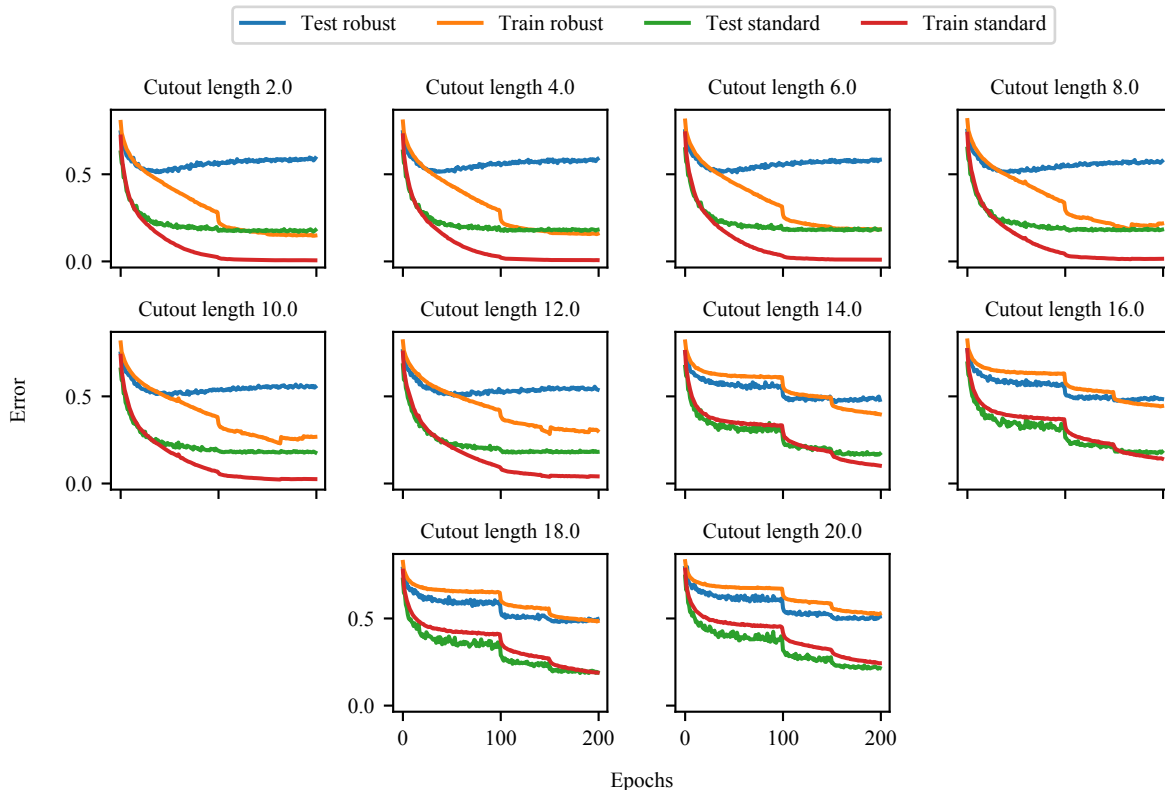 Test robust Train robust Test standard Train standard
Cutout length 2.0 Cutout length 4.0 Cutout length 6.0 Cutout length 8.0
0.5
0.0
Cutout length 10.0 Cutout length 12.0 Cutout length 14.0 Cutout length 16.0
0.5
0.0
Error
Cutout length 18.0 Cutout length 20.0
0.5
0.0
0 100 200 0 100 200
Epochs